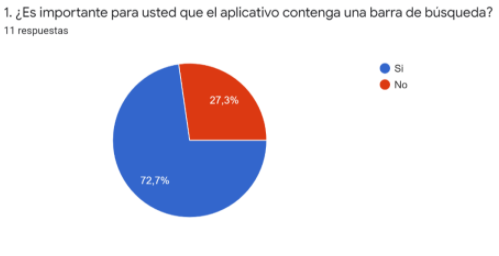 1. ¿Es importante para usted que el aplicativo contenga una barra de búsqueda?
11 respuestas
Si
No
27,3%
72,7%